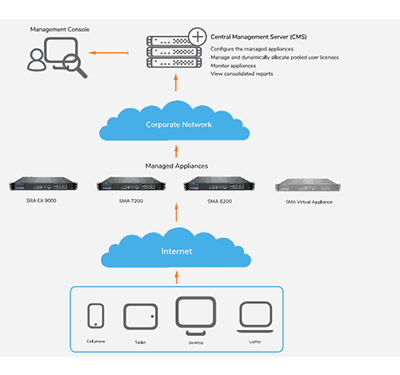 Management Console
Central Management Server (CMS)
Configure the managed appliances
Manage and dynamically allocate pooled user licenses
Monitor appliances
View consolidated reports
Corporate Network
Managed Appliances
SRA EX 9000
SMA 7200
SMA 6200
SMA Virtual Appliance
Internet
Cell phone
Tablet
Desktop
Laptop